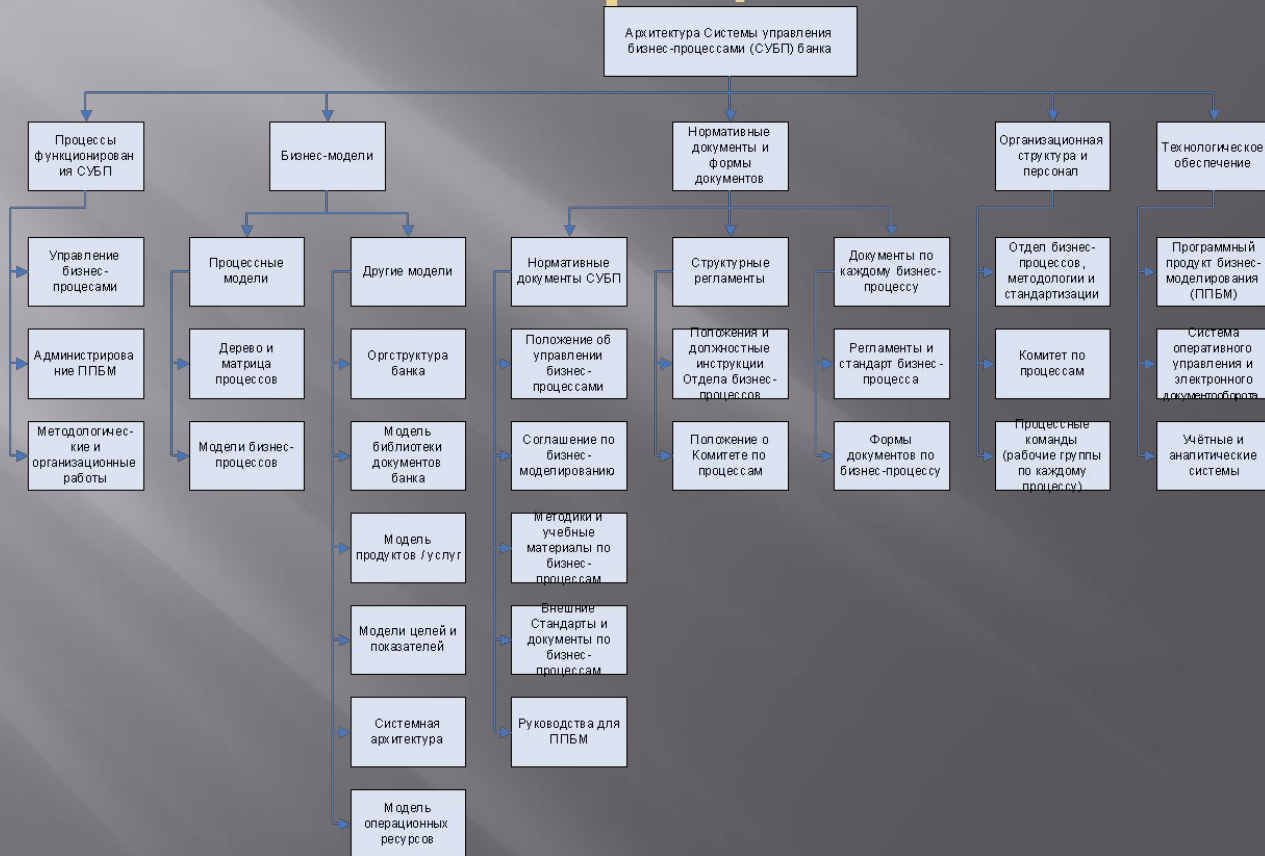 Архитектура Системы управления
бизнес-процессами (СУБП) банка
Процессы
функционирован
ия СУБП
Бизнес-модели
Нормативные
документы и
формы
документов
Организационная
структура и
персонал
Технологическое
обеспечение
Управление
бизнес-
процесами
Процессные
модели
Другие модели
Нормативные
документы СУБП
Структурные
регламенты
Документы по
каждому бизнес-
процессу
Отдел бизнес-
процессов,
методологии и
стандартизации
Программный
продукт бизнес-
моделирования
(ППБМ)
Администрирова
ние ППБМ
Дерево и
матрица
процессов
Оргструктура
банка
Положение об
управлении
бизнес-
процессами
Положения и
должностные
инструкции
Отдела бизнес-
процессов
Регламенты и
стандарт бизнес-
процесса
Комитет по
процессам
Система
оперативного
управления и
электронного
документооборота
Методологичес-
кие и
организационные
работы
Модели бизнес-
процессов
Модель
библиотеки
документов
банка
Соглашение по
бизнес-
моделированию
Положение о
Комитете по
процессам
Формы
документов по
бизнес-процессу
Процессные
команды
(рабочие группы
по каждому
процессу)
Учётные и
аналитические
системы
Модель
продуктов / услуг
Методики и
учебные
материалы по
бизнес-
процессам
Модели целей и
показателей
Внешние
Стандарты и
документы по
бизнес-
процессам
Системная
архитектура
Руководства для
ППБМ
Модель
операционных
ресурсов